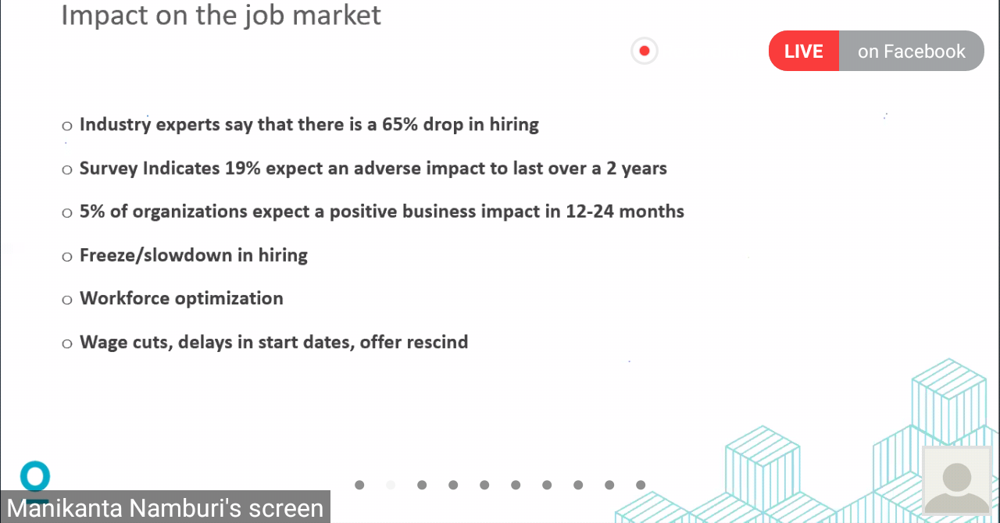 Impact on the job market
LIVE on Facebook
o Industry experts say that there is a 65% drop in hiring
o Survey Indicates 19% expect an adverse impact to last over a 2 years
o 5% of organizations expect a positive business impact in 12-24 months
o Freeze/slowdown in hiring
o Workforce optimization
o Wage cuts, delays in start dates, offer rescind
Manikanta Namburi's screen